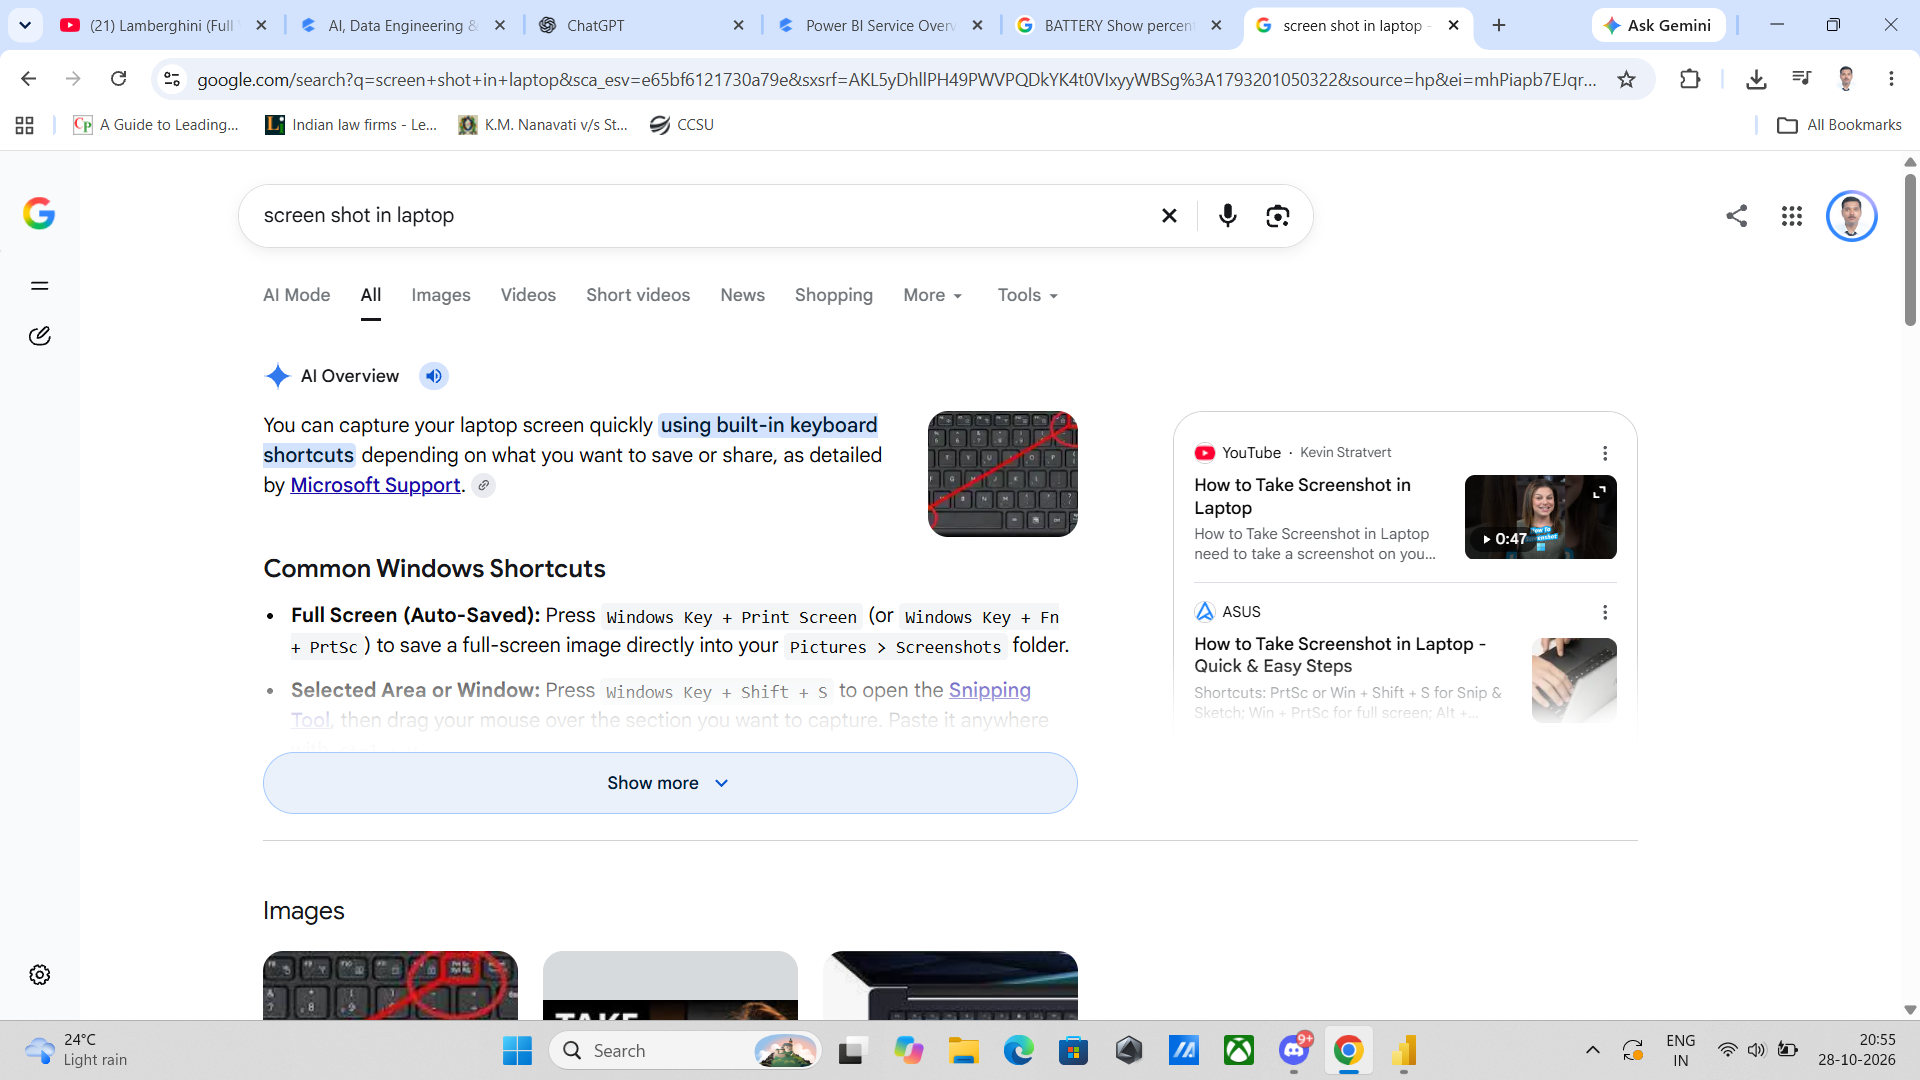 (21) Lamborghini (Full
AI, Data Engineering &
ChatGPT
Power BI Service Over
BATTERY Show percent
screen shot in laptop -
Ask Gemini
google.com/search?q=screen+shot+in+laptop&sca_esv=e65bf6121730a79e&sxsrf=AKL5yDhllPH49PWVPQDkYK4t0VIxyyWBSg%3A1793201050322&source=hp&ei=mhPiapb7EJqr...
A Guide to Leading...
Indian law firms - Le...
K.M. Nanavati v/s St...
CCSU
All Bookmarks
screen shot in laptop
AI Mode
All
Images
Videos
Short videos
News
Shopping
More
Tools
AI Overview
You can capture your laptop screen quickly using built-in keyboard
shortcuts depending on what you want to save or share, as detailed
by Microsoft Support.
Common Windows Shortcuts
• Full Screen (Auto-Saved): Press Windows Key + Print Screen (or Windows Key + Fn
+ PrtSc) to save a full-screen image directly into your Pictures > Screenshots folder.
• Selected Area or Window: Press Windows Key + Shift + S to open the Snipping
Tool, then drag your mouse over the section you want to capture. Paste it anywhere
Show more
YouTube · Kevin Stratvert
How to Take Screenshot in
Laptop
How to Take Screenshot in Laptop
need to take a screenshot on you...
0:47
ASUS
How to Take Screenshot in Laptop -
Quick & Easy Steps
Shortcuts: PrtSc or Win + Shift + S for Snip &
Sketch; Win + PrtSc for full screen; Alt +...
Images
TAKE
24°C
Light rain
Search
9+
ENG
IN
20:55
28-10-2026